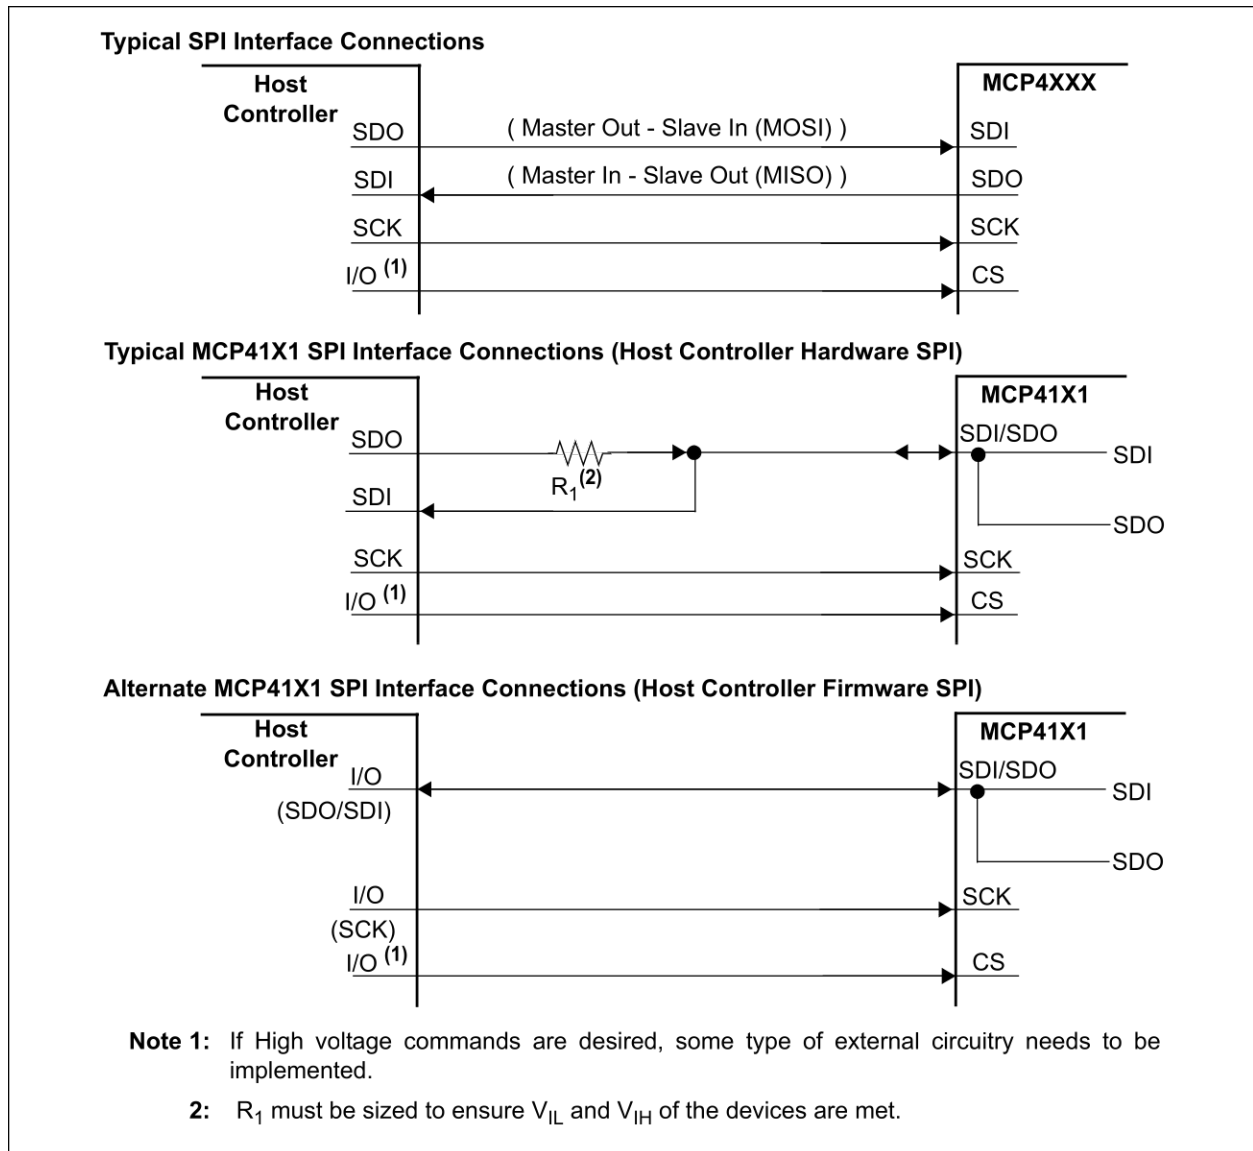 Typical SPI Interface Connections
Host
Controller
MCP4XXX
SDO
( Master Out - Slave In (MOSI) )
SDI
SDI
( Master In - Slave Out (MISO) )
SDO
SCK
SCK
I/O (1)
CS
Typical MCP41X1 SPI Interface Connections (Host Controller Hardware SPI)
Host
Controller
MCP41X1
SDO
R1(2)
SDI/SDO
SDI
SDI
SDO
SCK
SCK
I/O (1)
CS
Alternate MCP41X1 SPI Interface Connections (Host Controller Firmware SPI)
Host
Controller
MCP41X1
I/O
(SDO/SDI)
SDI/SDO
SDI
SDO
I/O
(SCK)
SCK
I/O (1)
CS
Note 1: If High voltage commands are desired, some type of external circuitry needs to be
implemented.
2: R1 must be sized to ensure VIL and VIH of the devices are met.